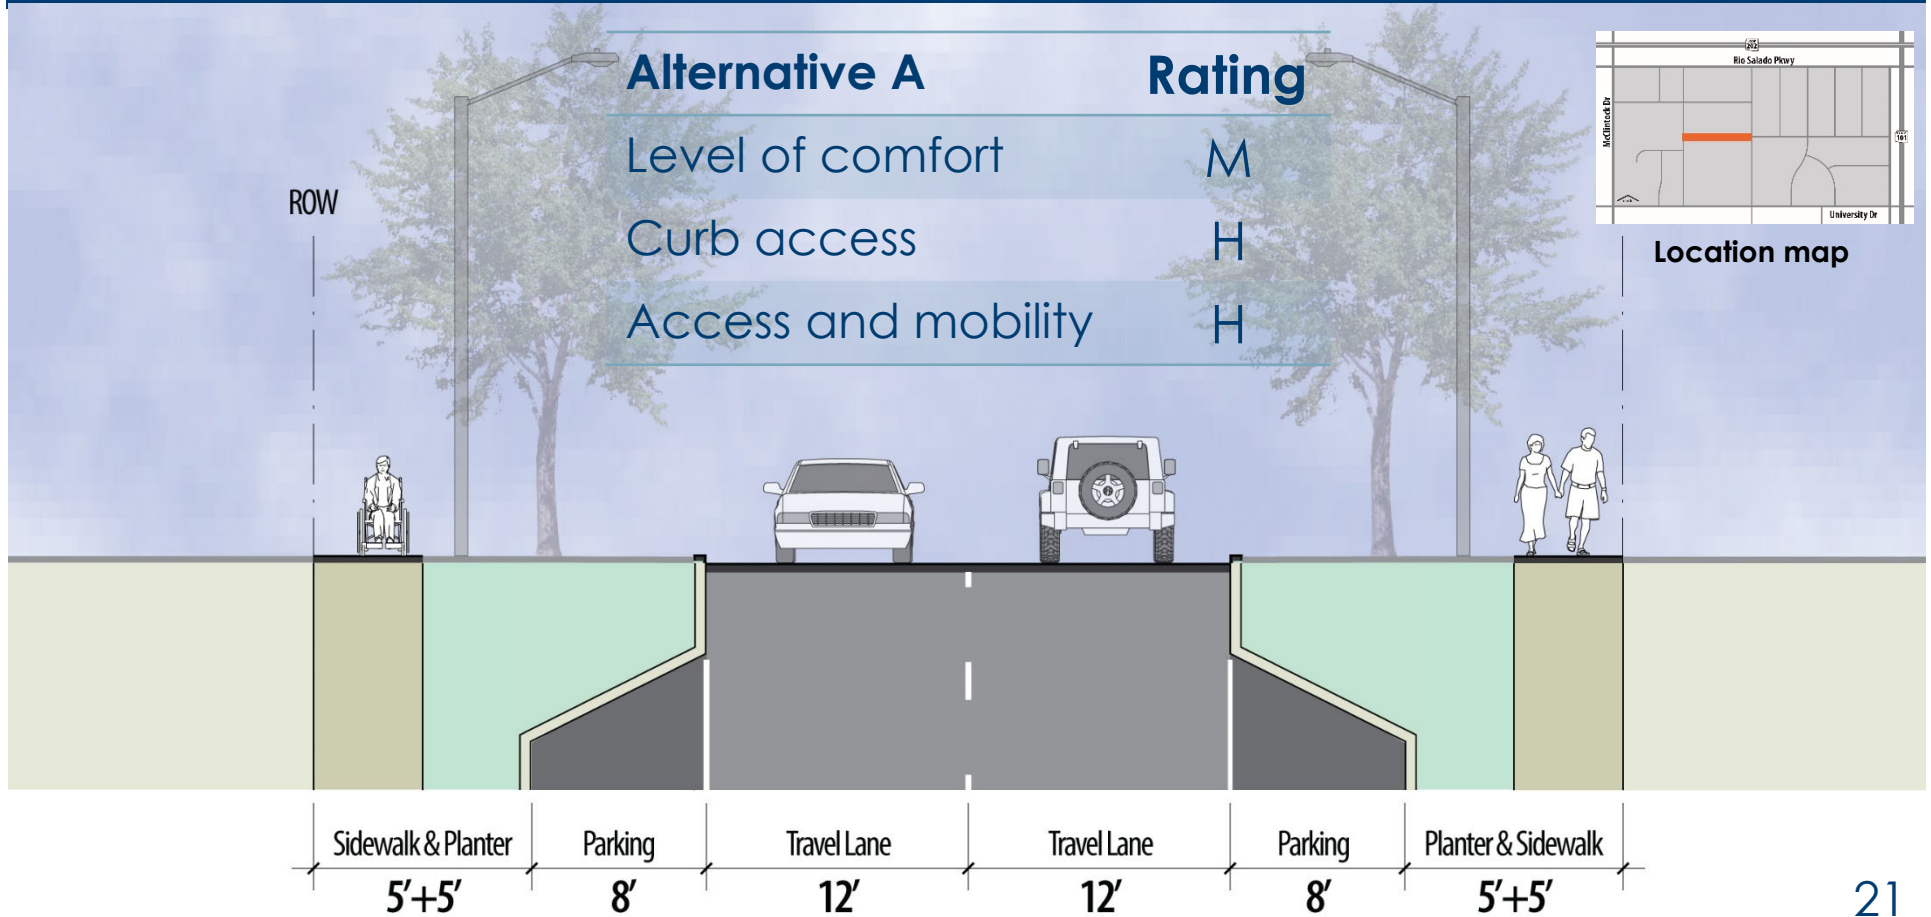 Alternative A Rating
Level of comfort M
Curb access H
Access and mobility H
ROW
202
Rio Salado Pkwy
McClintock Dr
101
University Dr
Location map
Sidewalk & Planter Parking Travel Lane Travel Lane Parking Planter & Sidewalk
5'+5' 8' 12' 12' 8' 5'+5'
21